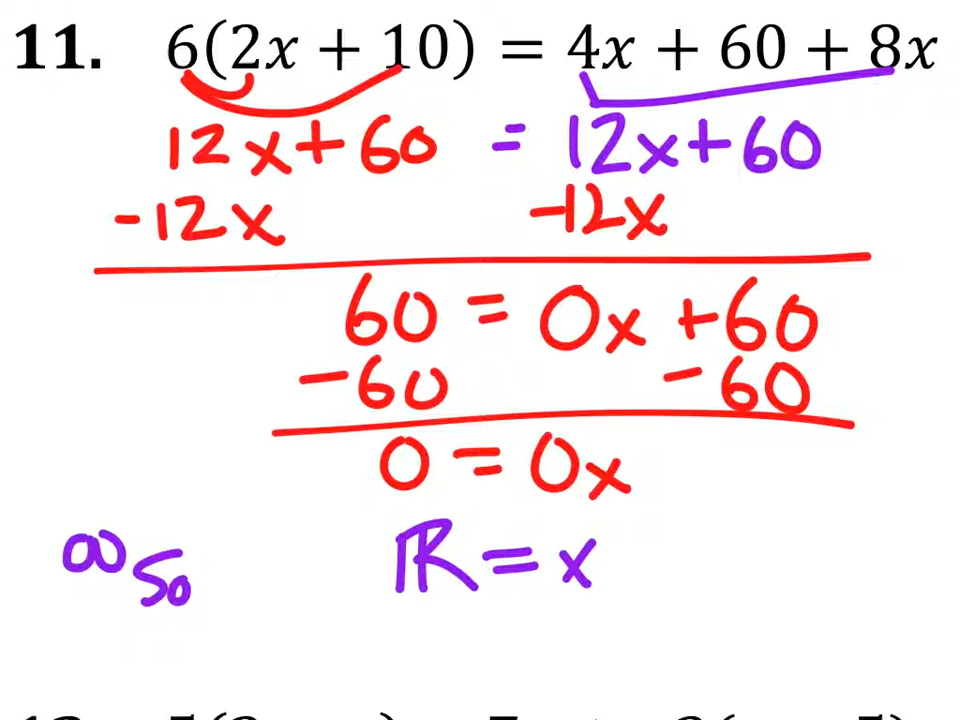 11. 6(2x + 10) = 4x + 60 + 8x
12x+60 = 12x+60
-12x -12x
60 = 0x +60
-60 -60
0 = 0x
∞ so ℝ = x